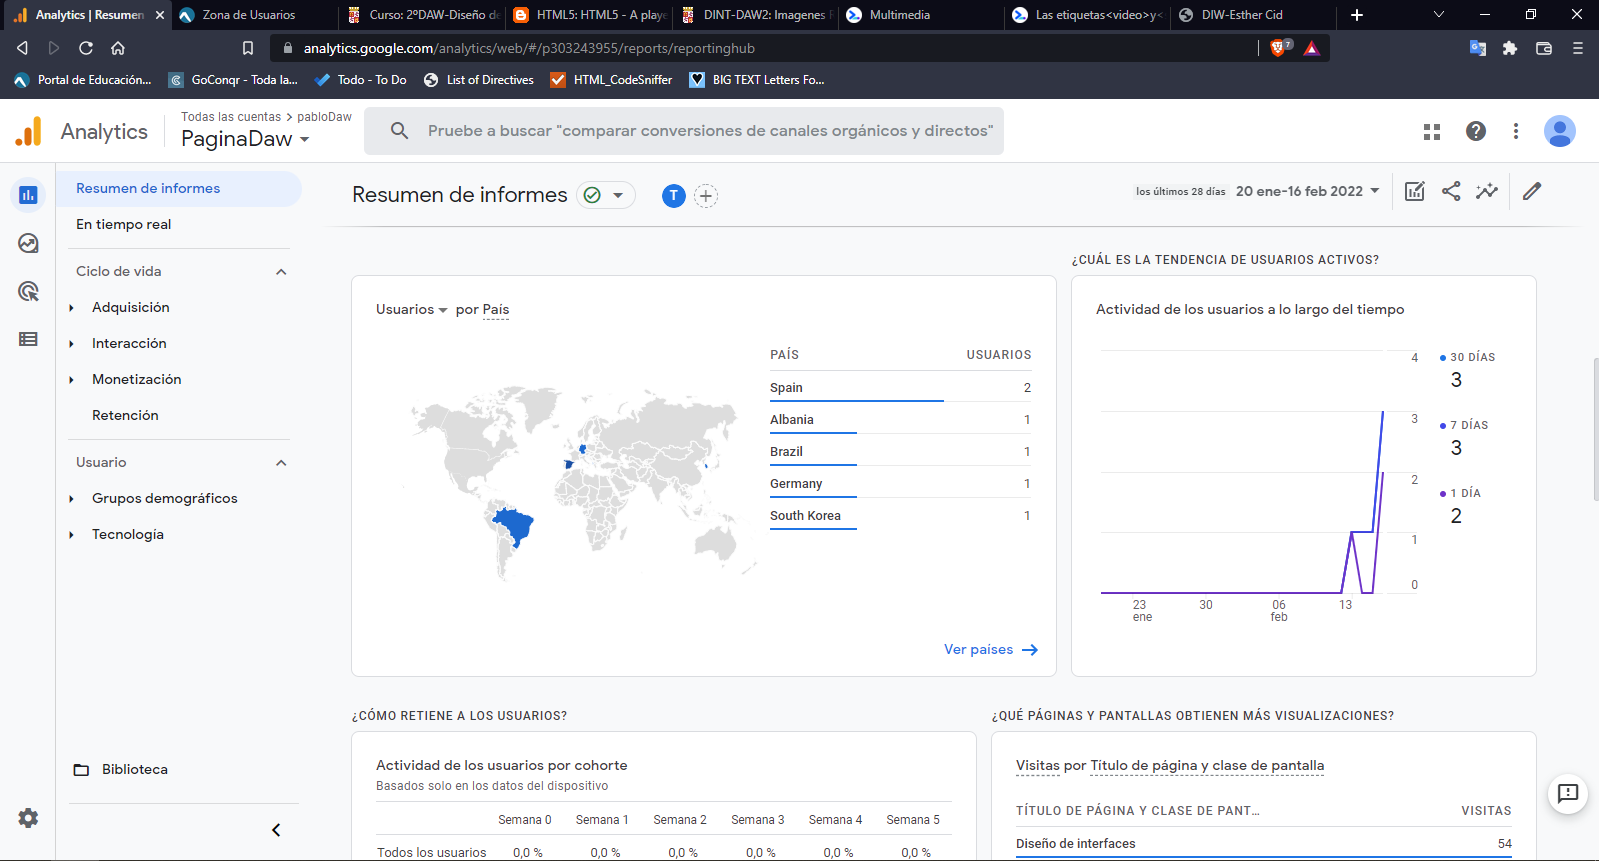 Analytics | Resumen
Zona de Usuarios
Curso: 2ºDAW-Diseño de
HTML5: HTML5 - A playe
DINT-DAW2: Imagenes
Multimedia
Las etiquetas<video>y<
DIW-Esther Cid
analytics.google.com/analytics/web/#/p303243955/reports/reportinghub
7
Portal de Educación...
GoConqr - Toda la...
Todo - To Do
List of Directives
HTML_CodeSniffer
BIG TEXT Letters Fo...
Analytics
Todas las cuentas > pabloDaw
PaginaDaw
Pruebe a buscar "comparar conversiones de canales orgánicos y directos"
Resumen de informes
En tiempo real
Ciclo de vida
Adquisición
Interacción
Monetización
Retención
Usuario
Grupos demográficos
Tecnología
Biblioteca
Resumen de informes
T
los últimos 28 días 20 ene-16 feb 2022
Usuarios por País
PAÍS USUARIOS
Spain 2
Albania 1
Brazil 1
Germany 1
South Korea 1
Ver países
¿CUÁL ES LA TENDENCIA DE USUARIOS ACTIVOS?
Actividad de los usuarios a lo largo del tiempo
4
3
2
1
0
23 ene
30
06 feb
13
30 DÍAS
3
7 DÍAS
3
1 DÍA
2
¿CÓMO RETIENE A LOS USUARIOS?
Actividad de los usuarios por cohorte
Basados solo en los datos del dispositivo
Semana 0 Semana 1 Semana 2 Semana 3 Semana 4 Semana 5
Todos los usuarios 0,0 % 0,0 % 0,0 % 0,0 % 0,0 % 0,0 %
¿QUÉ PÁGINAS Y PANTALLAS OBTIENEN MÁS VISUALIZACIONES?
Visitas por Título de página y clase de pantalla
TÍTULO DE PÁGINA Y CLASE DE PANT... VISITAS
Diseño de interfaces 54